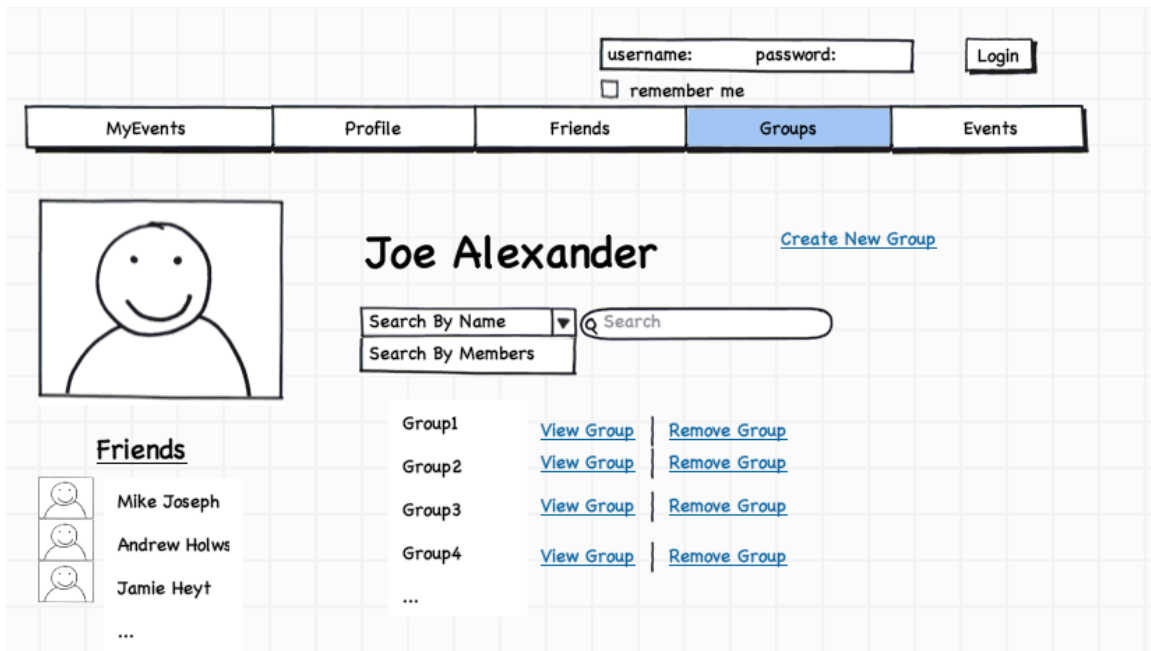 username: password: Login
remember me
MyEvents Profile Friends Groups Events
Joe Alexander
Create New Group
Search By Name Search
Search By Members
Group1 View Group Remove Group
Group2 View Group Remove Group
Group3 View Group Remove Group
Group4 View Group Remove Group
...
Friends
Mike Joseph
Andrew Holws
Jamie Heyt
...